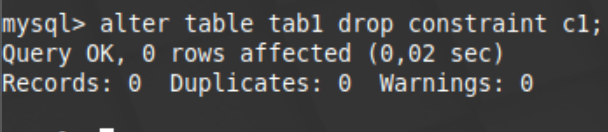 mysql> alter table tab1 drop constraint c1;
Query OK, 0 rows affected (0,02 sec)
Records: 0  Duplicates: 0  Warnings: 0